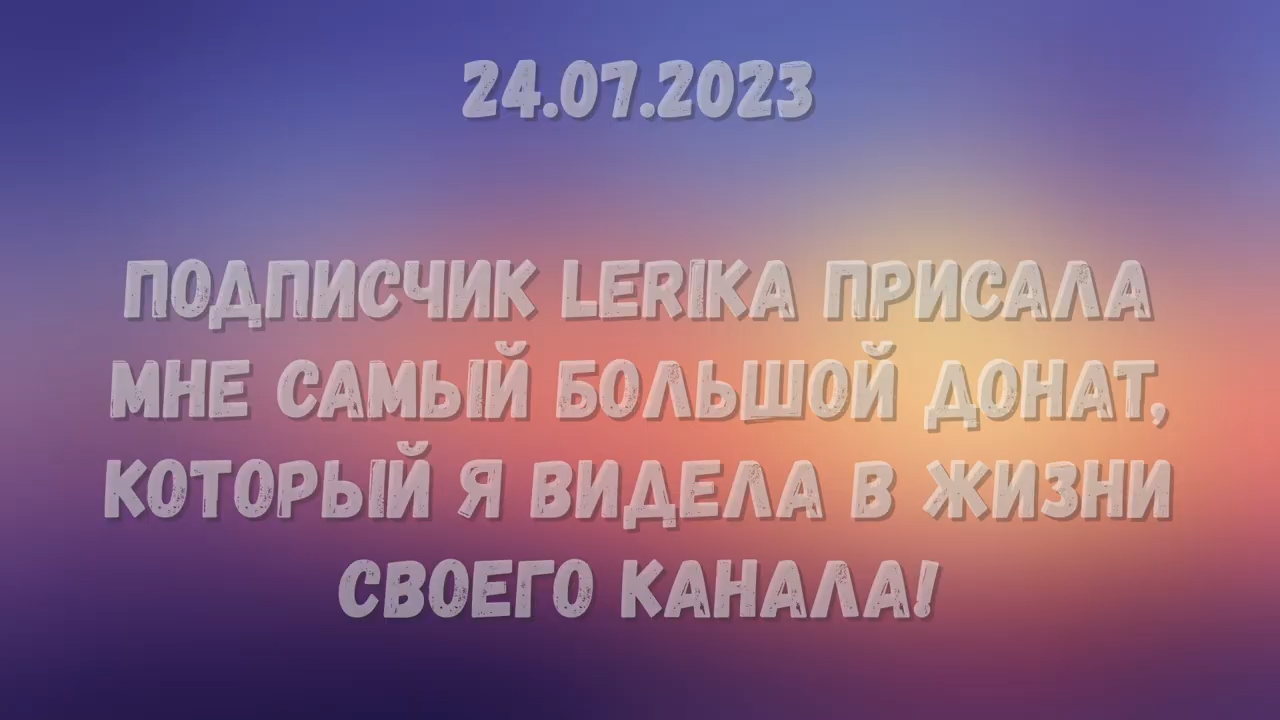 24.07.2023
ПОДПИСЧИК LERIKA ПРИСАЛА
МНЕ САМЫЙ БОЛЬШОЙ ДОНАТ,
КОТОРЫЙ Я ВИДЕЛА В ЖИЗНИ
СВОЕГО КАНАЛА!